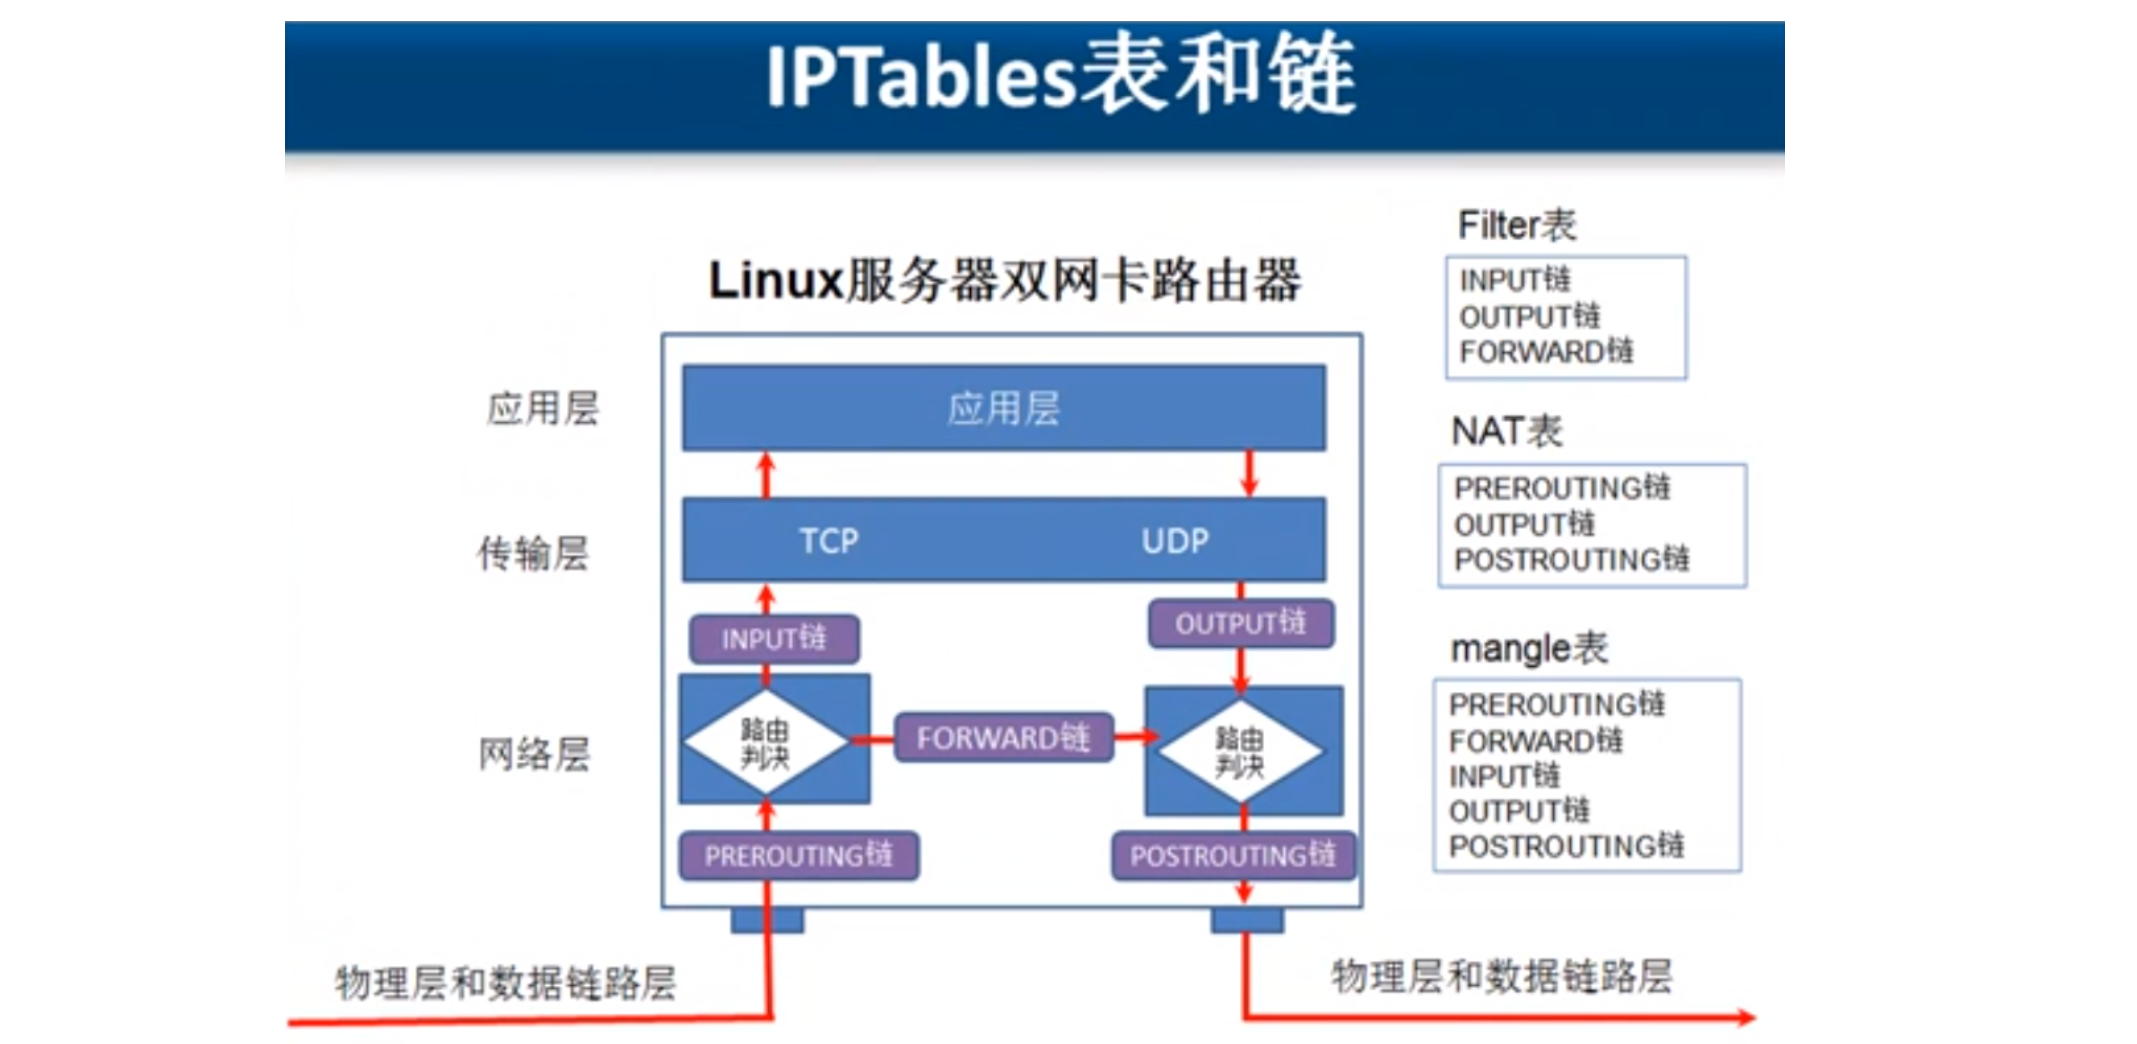 IPTables表和链
Linux服务器双网卡路由器
应用层
应用层
传输层
TCP
UDP
INPUT链
OUTPUT链
网络层
路由
判决
FORWARD链
路由
判决
PREROUTING链
POSTROUTING链
物理层和数据链路层
物理层和数据链路层
Filter表
INPUT链
OUTPUT链
FORWARD链
NAT表
PREROUTING链
OUTPUT链
POSTROUTING链
mangle表
PREROUTING链
FORWARD链
INPUT链
OUTPUT链
POSTROUTING链